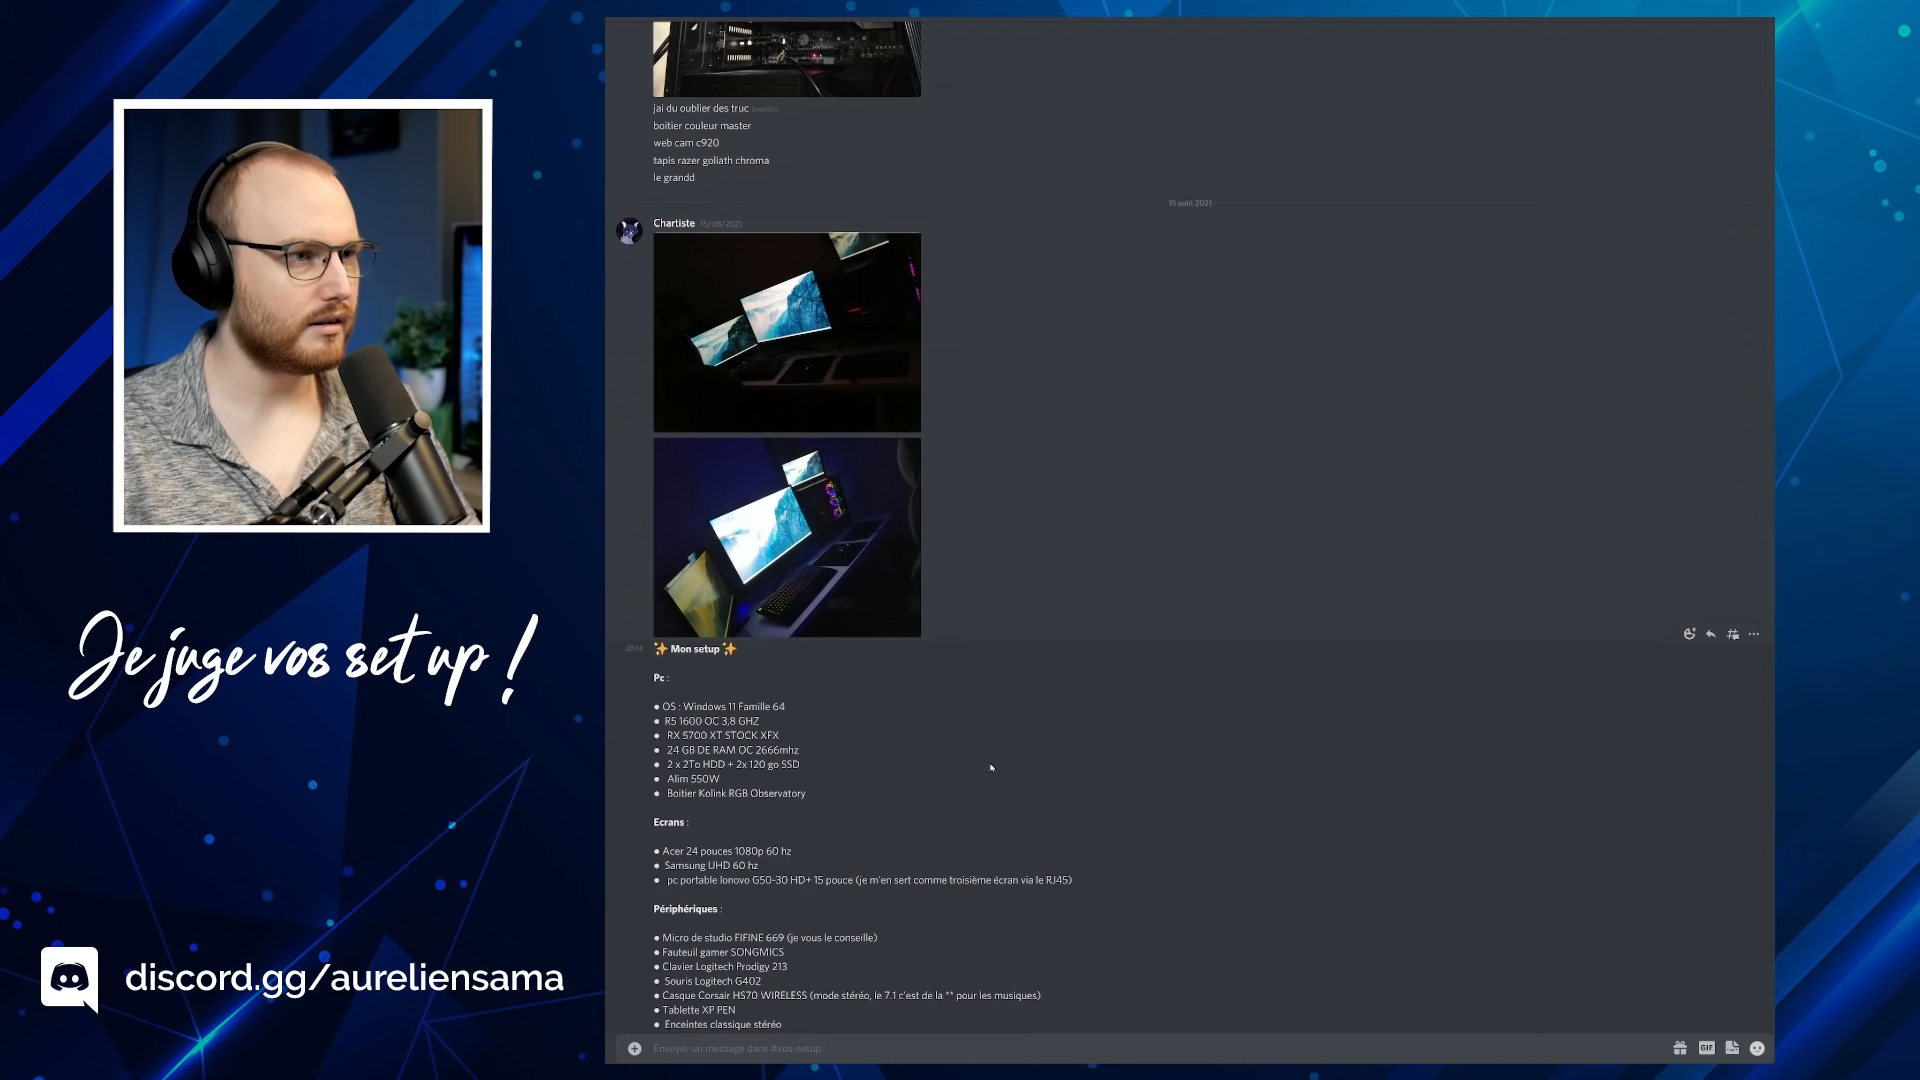 jai du oublier des truc (modifié)
boitier couleur master
web cam c920
tapis razer goliath chroma
le grandd
15 août 2021
Chartiste 15/08/2021
20:14 ✨ Mon setup ✨
Pc :
● OS : Windows 11 Famille 64
● R5 1600 OC 3,8 GHZ
● RX 5700 XT STOCK XFX
● 24 GB DE RAM OC 2666mhz
● 2 x 2To HDD + 2x 120 go SSD
● Alim 550W
● Boitier Kolink RGB Observatory
Ecrans :
● Acer 24 pouces 1080p 60 hz
● Samsung UHD 60 hz
● pc portable lonovo G50-30 HD+ 15 pouce (je m'en sert comme troisième écran via le RJ45)
Périphériques :
● Micro de studio FIFINE 669 (je vous le conseille)
● Fauteuil gamer SONGMICS
● Clavier Logitech Prodigy 213
● Souris Logitech G402
● Casque Corsair HS70 WIRELESS (mode stéréo, le 7.1 c'est de la ** pour les musiques)
● Tablette XP PEN
● Enceintes classique stéréo
Envoyer un message dans #vos-setup
GIF
Je juge vos set up !
discord.gg/aureliensama